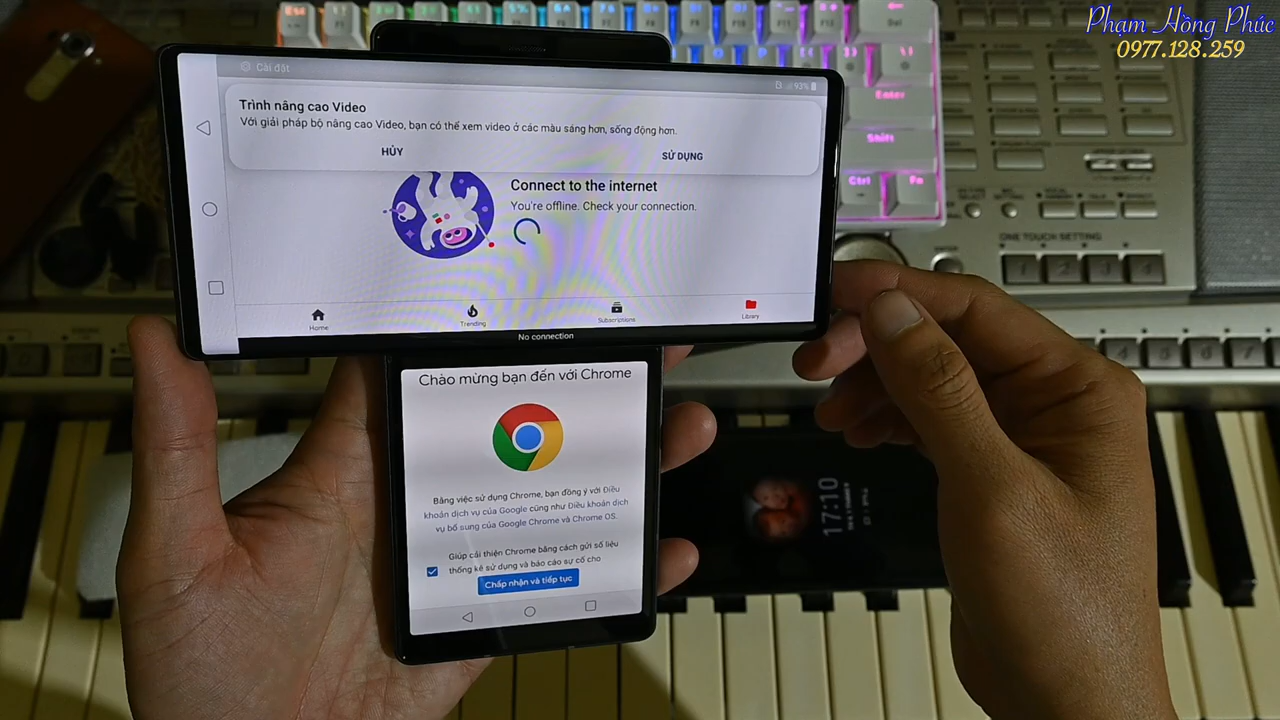 Phạm Hồng Phúc
0977.128.259
Esc
Del
Enter
Shift
Ctrl
Fn
Cài đặt
93%
Trình nâng cao Video
Với giải pháp bộ nâng cao Video, bạn có thể xem video ở các màu sáng hơn, sống động hơn.
HỦY
SỬ DỤNG
Connect to the internet
You're offline. Check your connection.
Home
Trending
Subscriptions
Library
No connection
ONE TOUCH SETTING
Chào mừng bạn đến với Chrome
Bằng việc sử dụng Chrome, bạn đồng ý với Điều
khoản dịch vụ của Google cũng như Điều khoản dịch
vụ bổ sung của Google Chrome và Chrome OS.
Giúp cải thiện Chrome bằng cách gửi số liệu
thống kê sử dụng và báo cáo sự cố cho
Chấp nhận và tiếp tục
17:10